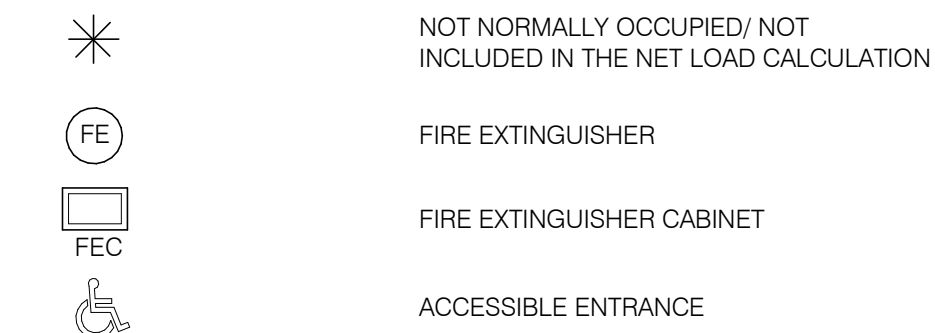 NOT NORMALLY OCCUPIED/ NOT
INCLUDED IN THE NET LOAD CALCULATION
FE
FIRE EXTINGUISHER
FIRE EXTINGUISHER CABINET
FEC
ACCESSIBLE ENTRANCE